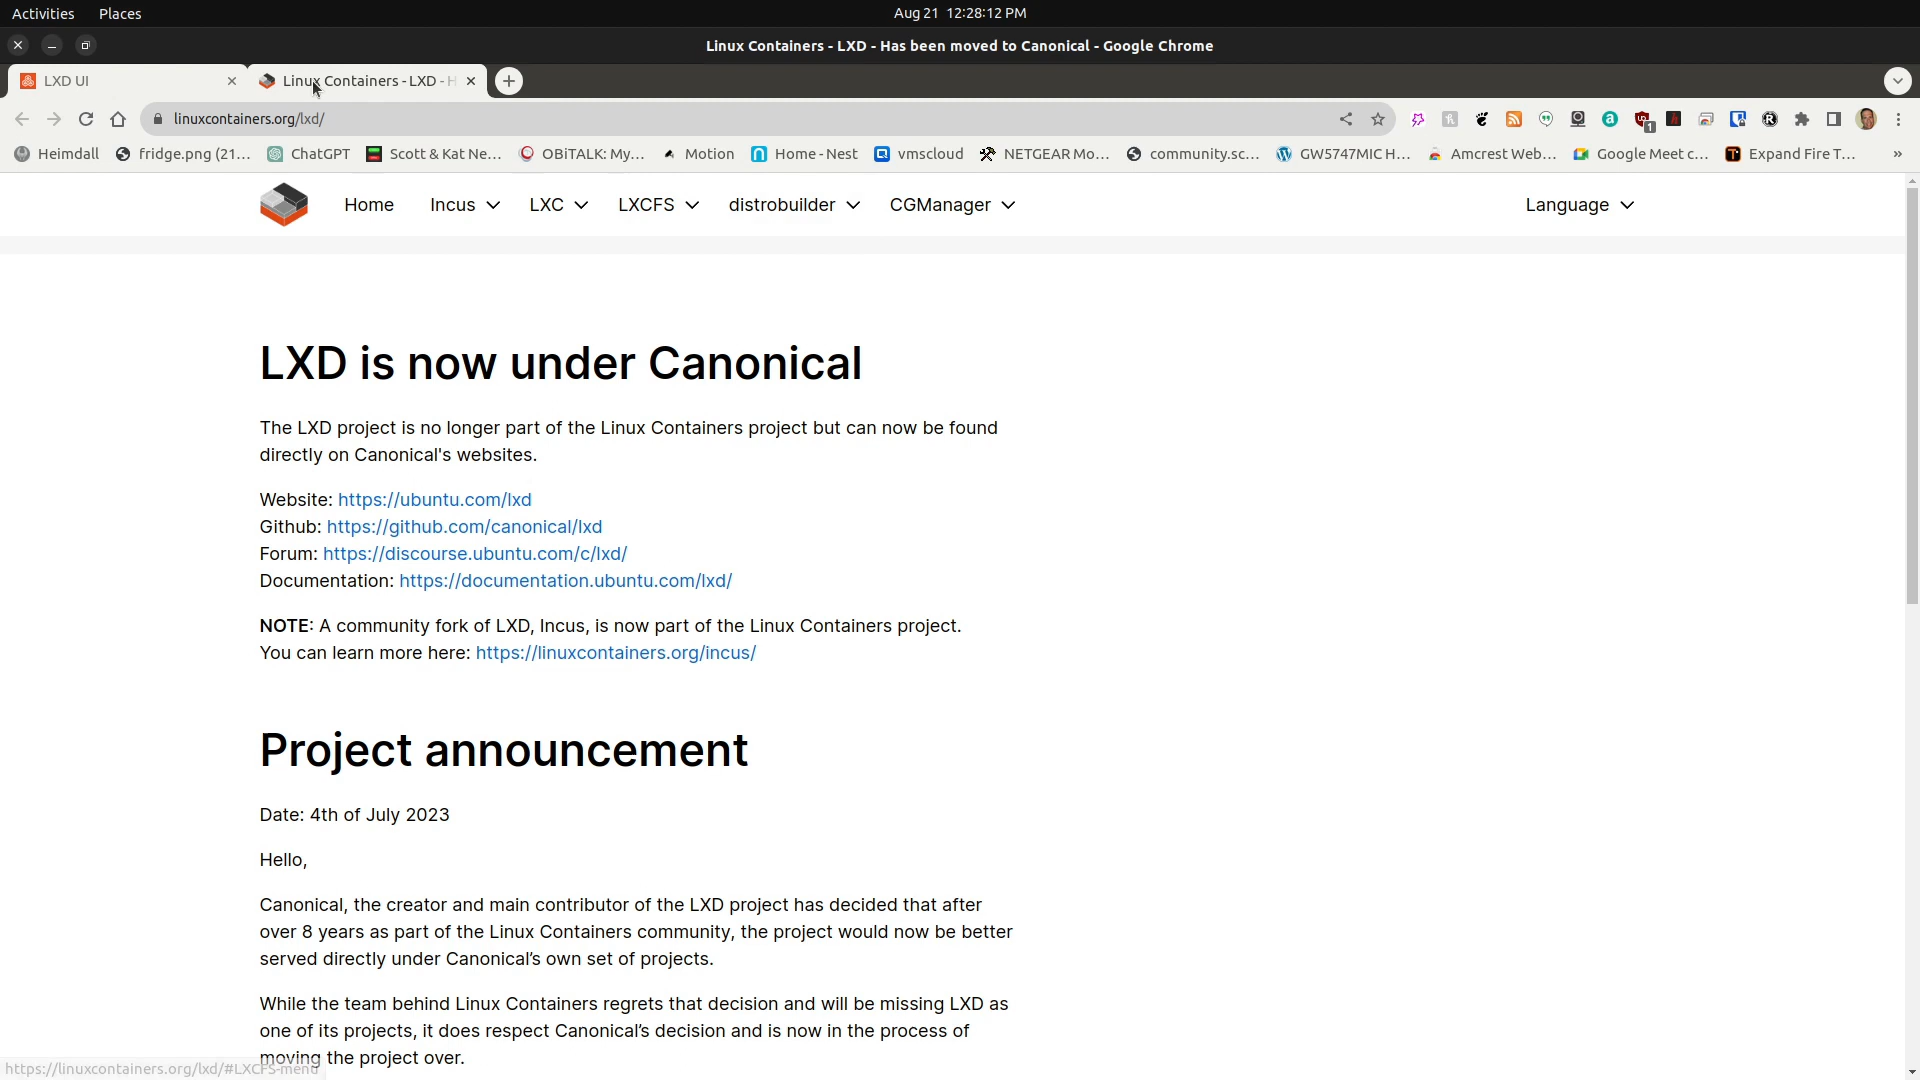 Activities Places Aug 21 12:28:12 PM
Linux Containers - LXD - Has been moved to Canonical - Google Chrome
LXD UI Linux Containers - LXD - H
linuxcontainers.org/lxd/
1
Heimdall fridge.png (21... ChatGPT Scott & Kat Ne... OBiTALK: My... Motion Home - Nest vmscloud NETGEAR Mo... community.sc... GW5747MIC H... Amcrest Web... Google Meet c... Expand Fire T... »
Home Incus LXC LXCFS distrobuilder CGManager Language
LXD is now under Canonical
The LXD project is no longer part of the Linux Containers project but can now be found
directly on Canonical's websites.
Website: https://ubuntu.com/lxd
Github: https://github.com/canonical/lxd
Forum: https://discourse.ubuntu.com/c/lxd/
Documentation: https://documentation.ubuntu.com/lxd/
NOTE: A community fork of LXD, Incus, is now part of the Linux Containers project.
You can learn more here: https://linuxcontainers.org/incus/
Project announcement
Date: 4th of July 2023
Hello,
Canonical, the creator and main contributor of the LXD project has decided that after
over 8 years as part of the Linux Containers community, the project would now be better
served directly under Canonical’s own set of projects.
While the team behind Linux Containers regrets that decision and will be missing LXD as
one of its projects, it does respect Canonical’s decision and is now in the process of
moving the project over.
https://linuxcontainers.org/lxd/#LXCFS-menu